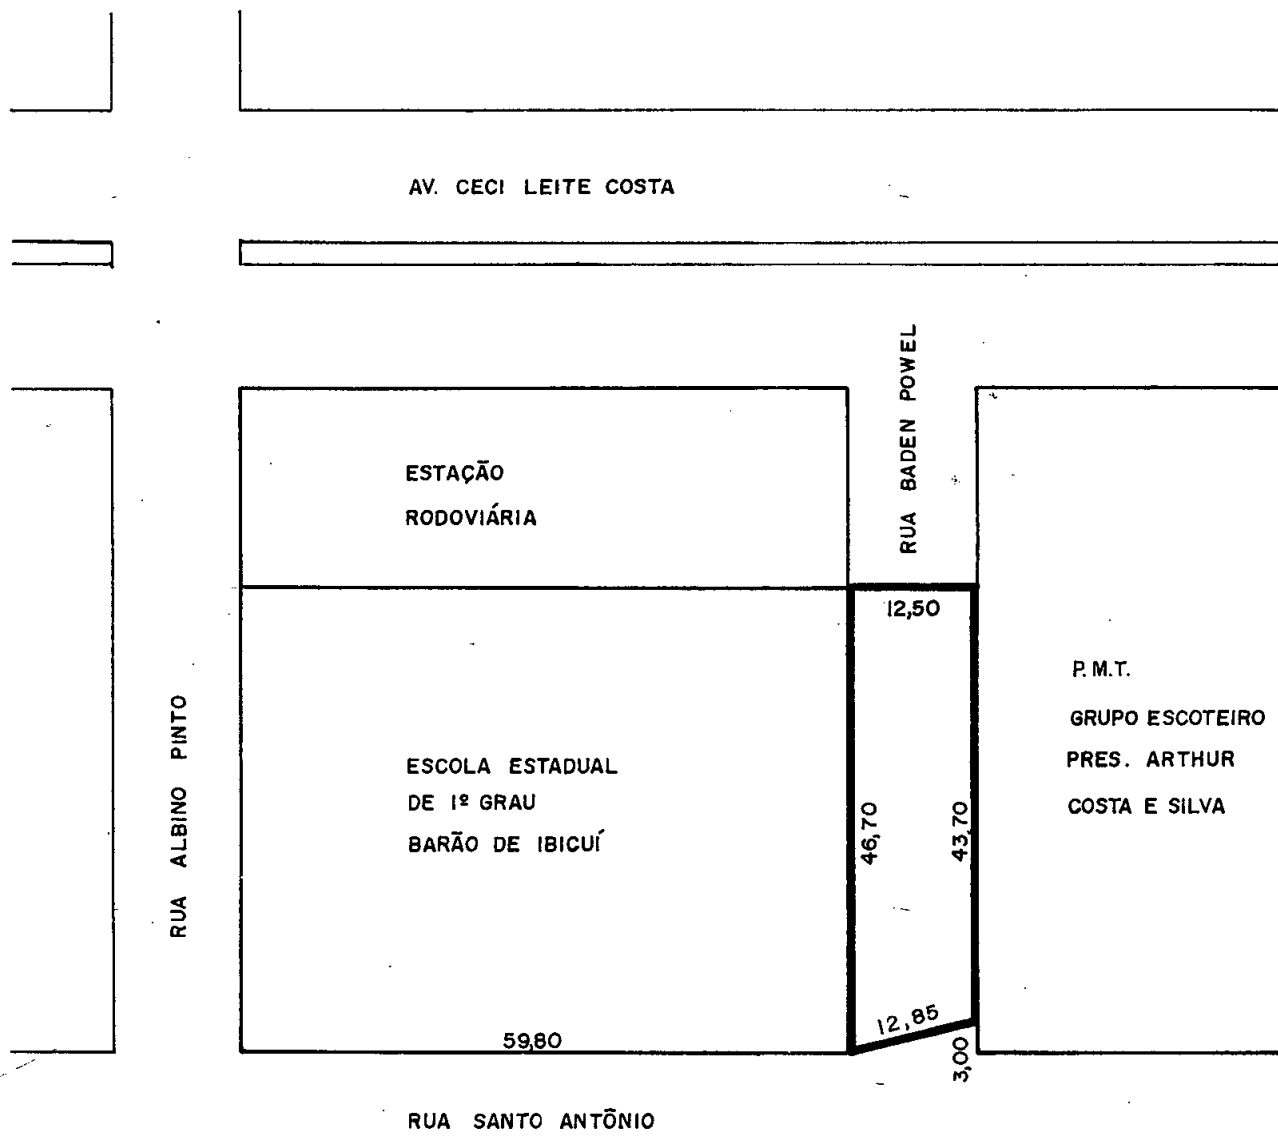 AV. CECI LEITE COSTA
RUA BADEN POWEL
ESTAÇÃO
RODOVIÁRIA
12,50
P.M.T.
GRUPO ESCOTEIRO
PRES. ARTHUR
COSTA E SILVA
RUA ALBINO PINTO
ESCOLA ESTADUAL
DE 1º GRAU
BARÃO DE IBICUÍ
46,70
43,70
12,85
59,80
3,00
RUA SANTO ANTÕNIO